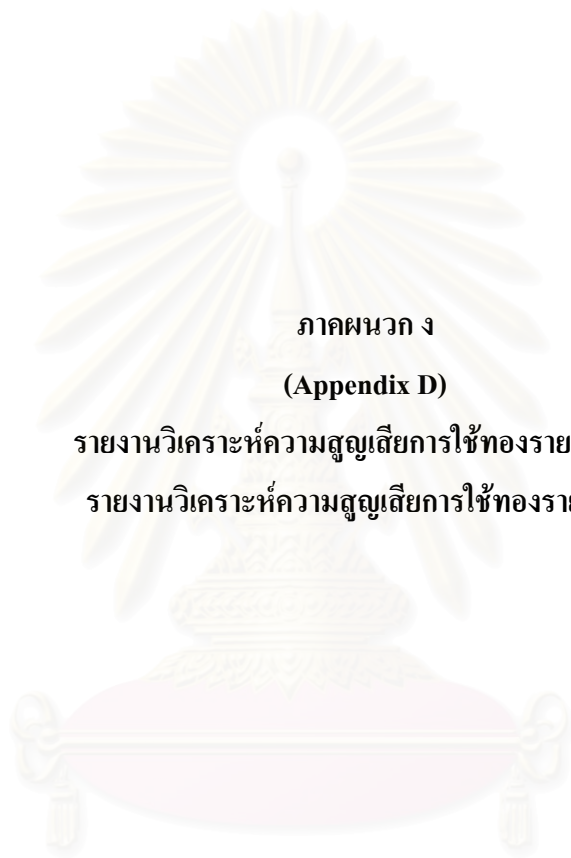 ภาคผนวก ง
(Appendix D)
รายงานวิเคราะห์ความสูญเสียการใช้ทองราย
รายงานวิเคราะห์ความสูญเสียการใช้ทองราย